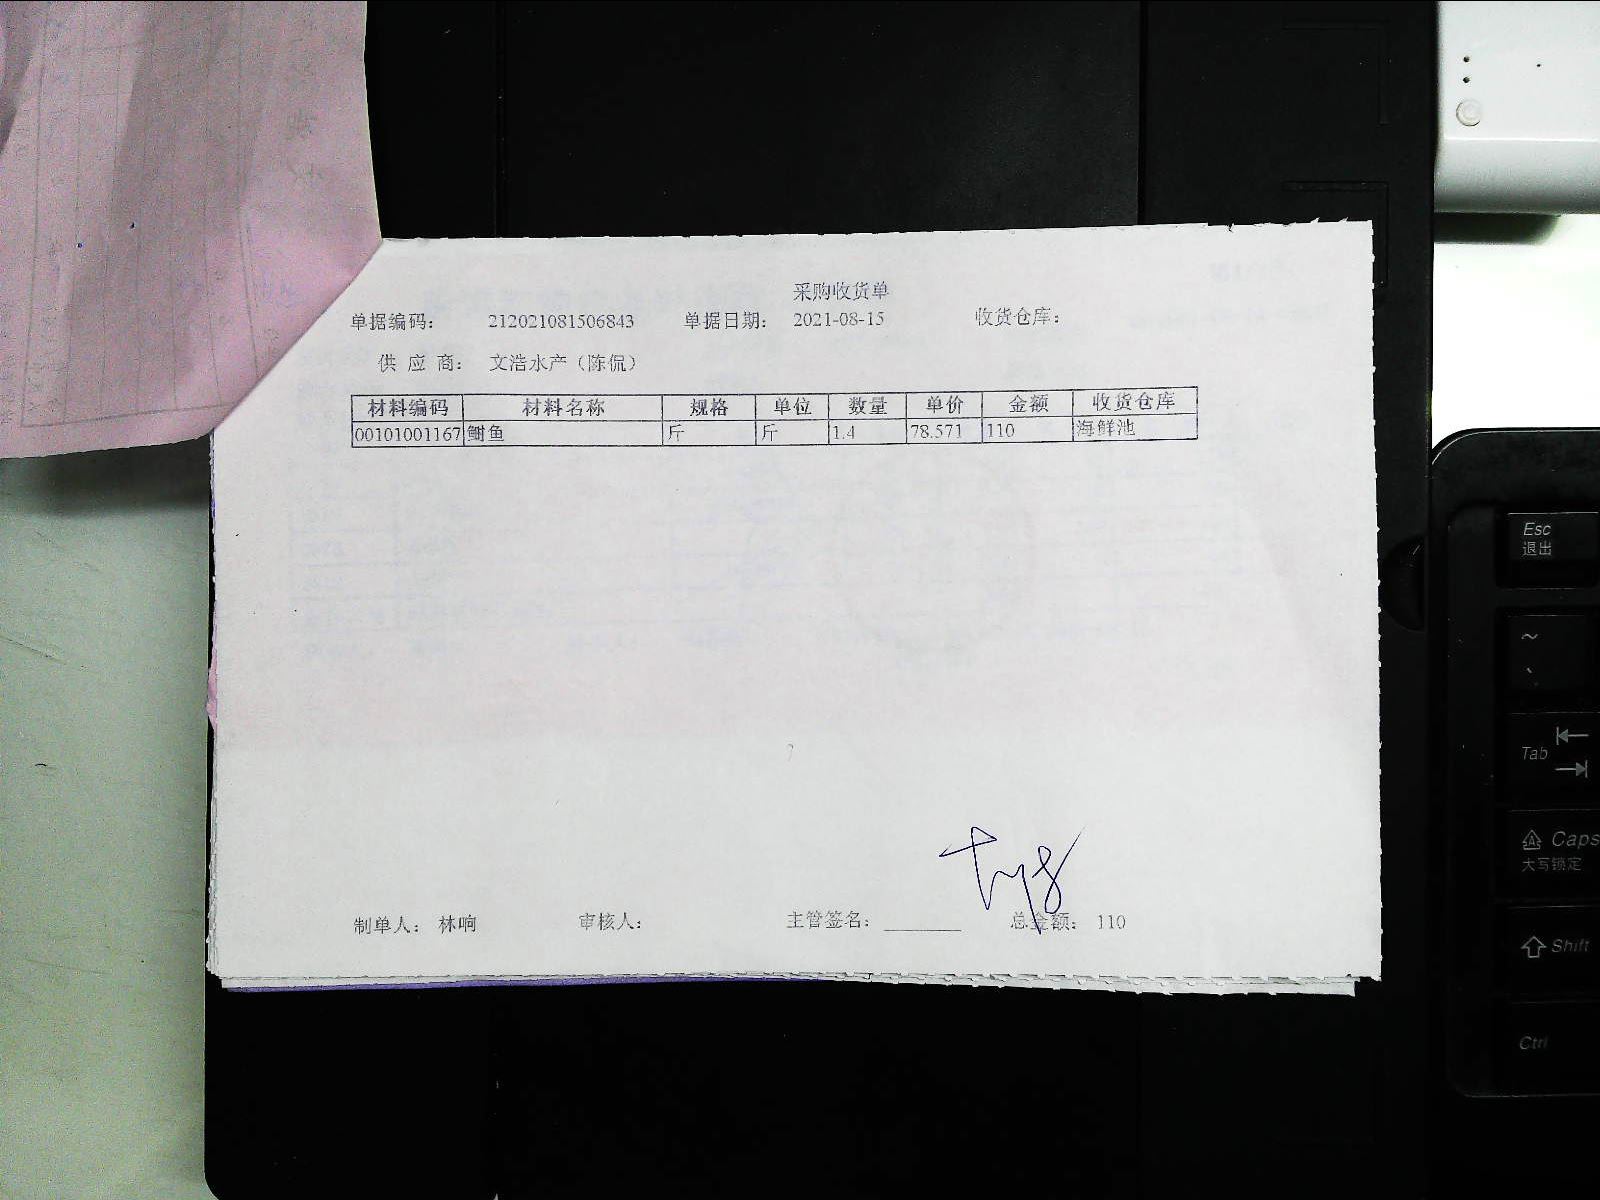 采购收货单
单据编码： 212021081506843 单据日期： 2021-08-15 收货仓库：
供 应 商： 文浩水产（陈侃）
材料编码 材料名称 规格 单位 数量 单价 金额 收货仓库
00101001167 鲥鱼 斤 斤 1.4 78.571 110 海鲜池
制单人： 林响 审核人： 主管签名： 总金额： 110
Esc
退出
~
Tab
Caps
大写锁定
Shift
Ctrl